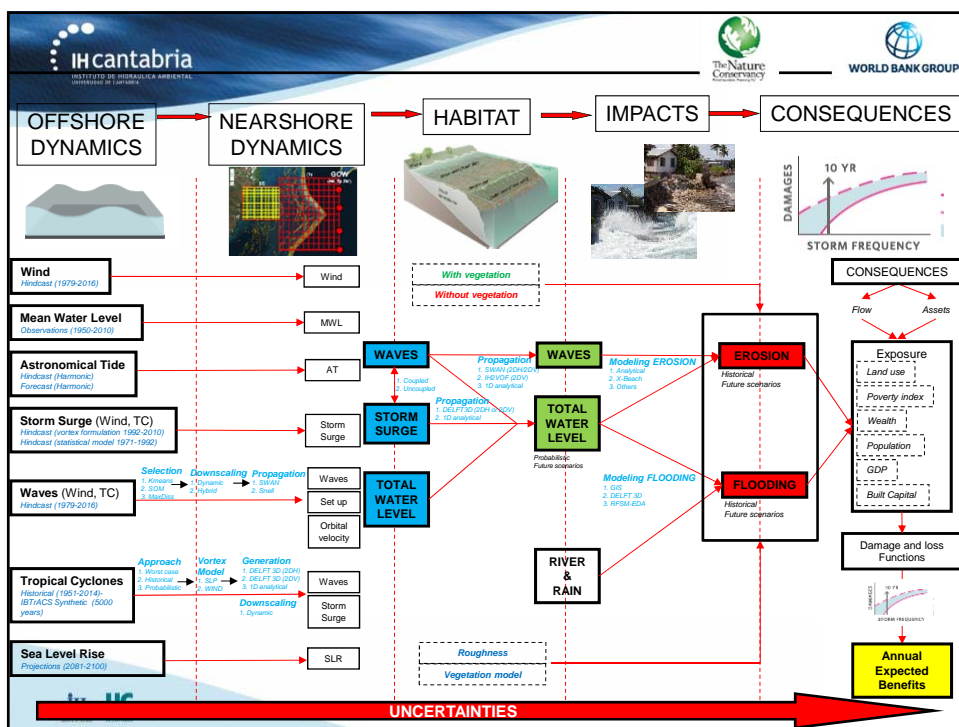 IHcantabria
INSTITUTO DE HIDRÁULICA AMBIENTAL
UNIVERSIDAD DE CANTABRIA
The Nature
Conservancy
WORLD BANK GROUP
OFFSHORE
DYNAMICS
NEARSHORE
DYNAMICS
HABITAT
IMPACTS
CONSEQUENCES
GOW
DAMAGES
10 YR
STORM FREQUENCY
Wind
Hindcast (1979-2016)
Wind
Mean Water Level
Observations (1950-2010)
MWL
Astronomical Tide
Hindcast (Harmonic)
Forecast (Harmonic)
AT
Storm Surge (Wind, TC)
Hindcast (vortex formulation 1992-2010)
Hindcast (statistical model 1971-1992)
Storm
Surge
Waves (Wind, TC)
Hindcast (1979-2016)
Selection
1. Kmeans
2. SOM
3. MaxDiss
Downscaling
1. Dynamic
2. Hybrid
Propagation
1. SWAN
2. Snell
Waves
Set up
Orbital
velocity
Tropical Cyclones
Historical (1951-2014)-
IBTrACS Synthetic (5000
years)
Approach
1. Worst case
2. Historical
3. Probabilistic
Vortex
Model
1. SLP
2. WIND
Generation
1. DELFT 3D (2DH)
2. DELFT 3D (2DV)
3. 1D analytical
Downscaling
1. Dynamic
Waves
Storm
Surge
Sea Level Rise
Projections (2081-2100)
SLR
With vegetation
Without vegetation
WAVES
1. Coupled
2. Uncoupled
STORM
SURGE
TOTAL
WATER
LEVEL
Propagation
1. SWAN (2DH/2DV)
2. IH2VOF (2DV)
3. 1D analytical
Propagation
1. DELFT3D (2DH or 2DV)
2. 1D analytical
WAVES
TOTAL
WATER
LEVEL
Probabilistic
Future scenarios
RIVER
&
RAIN
Modeling EROSION
1. Analytical
2. X-Beach
3. Others
Modeling FLOODING
1. GIS
2. DELFT 3D
3. RFSM-EDA
EROSION
Historical
Future scenarios
FLOODING
Historical
Future scenarios
Roughness
Vegetation model
CONSEQUENCES
Flow
Assets
Exposure
Land use
Poverty index
Wealth
Population
GDP
Built Capital
Damage and loss
Functions
DAMAGES
10 YR
STORM FREQUENCY
Annual
Expected
Benefits
UNCERTAINTIES